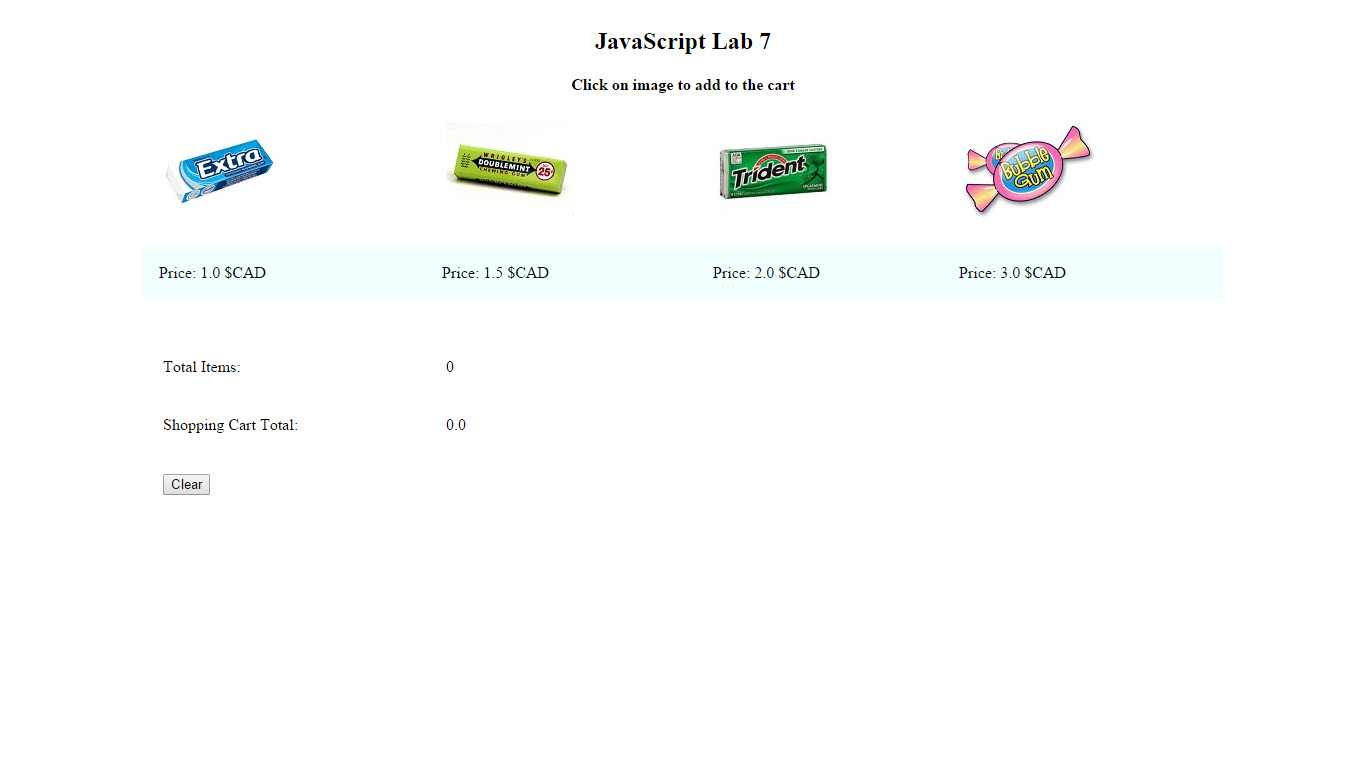 JavaScript Lab 7
Click on image to add to the cart
Extra
WRIGLEY'S
DOUBLEMINT
CHEWING GUM
25¢
Trident
SPEARMINT
Bubble
Gum
Price: 1.0 $CAD
Price: 1.5 $CAD
Price: 2.0 $CAD
Price: 3.0 $CAD
Total Items:
0
Shopping Cart Total:
0.0
Clear